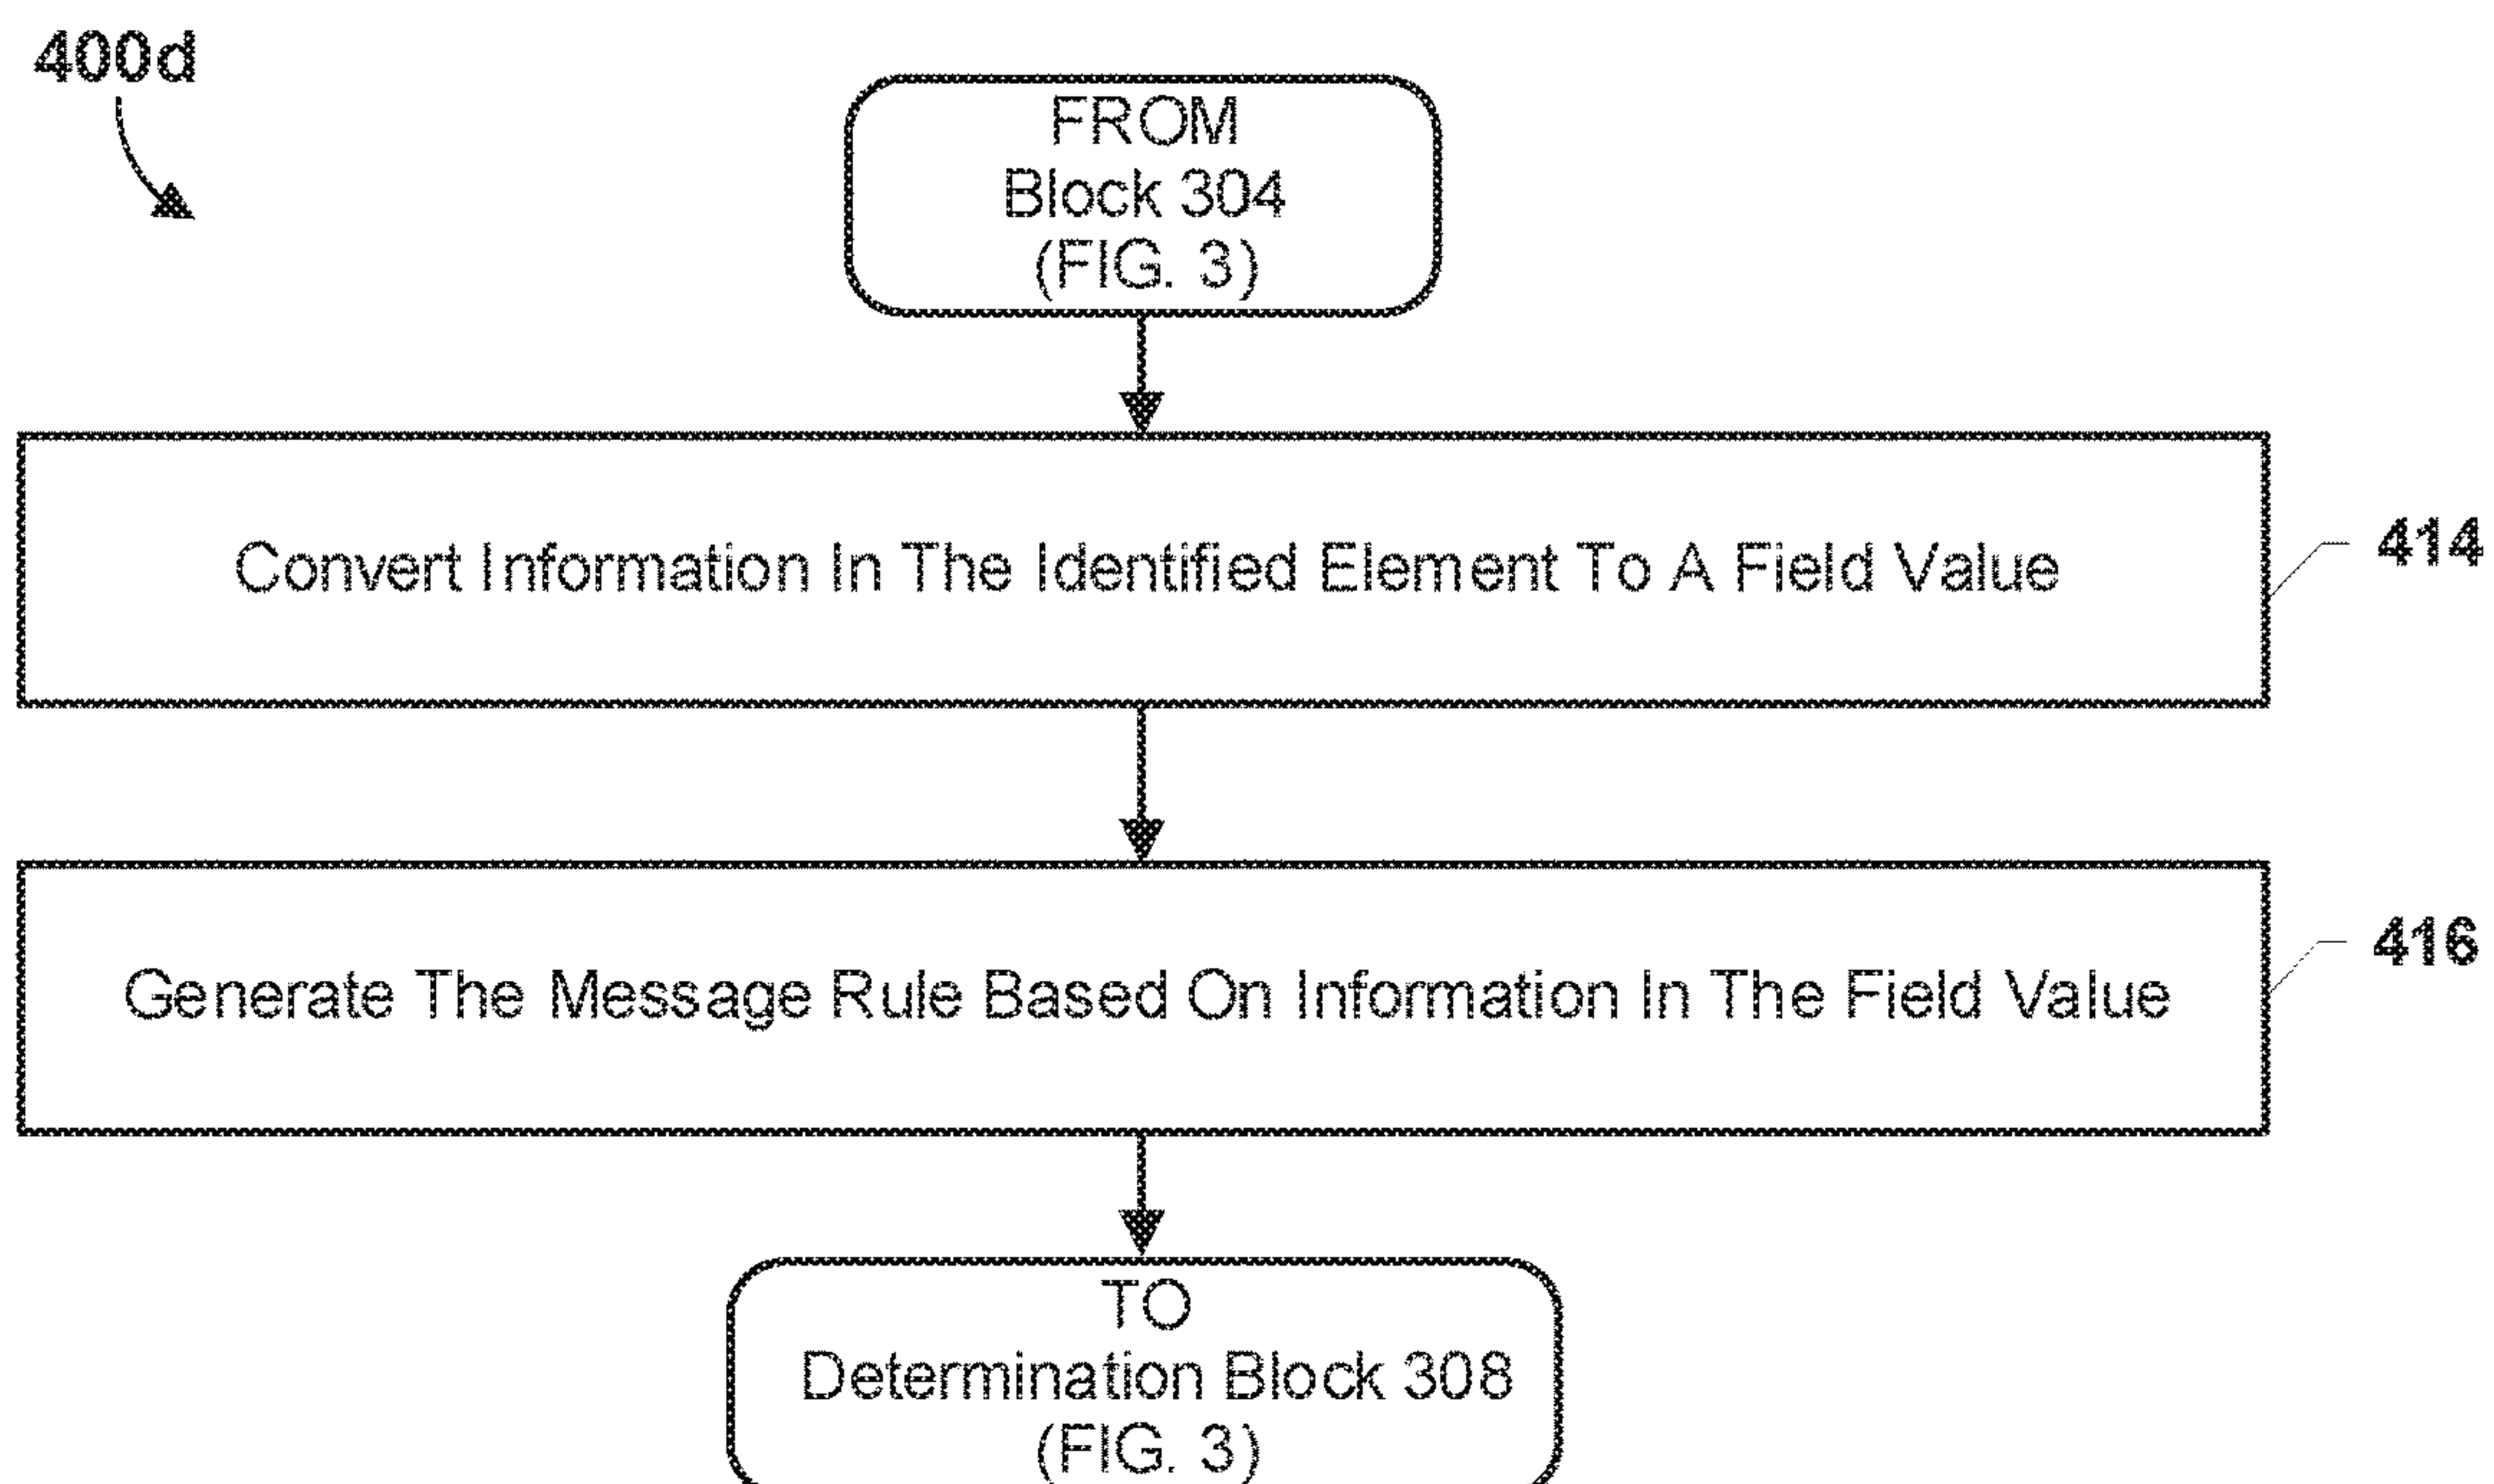 400d
FROM
Block 304
(FIG. 3)
Convert Information In The Identified Element To A Field Value
414
Generate The Message Rule Based On Information In The Field Value
416
TO
Determination Block 308
(FIG. 3)